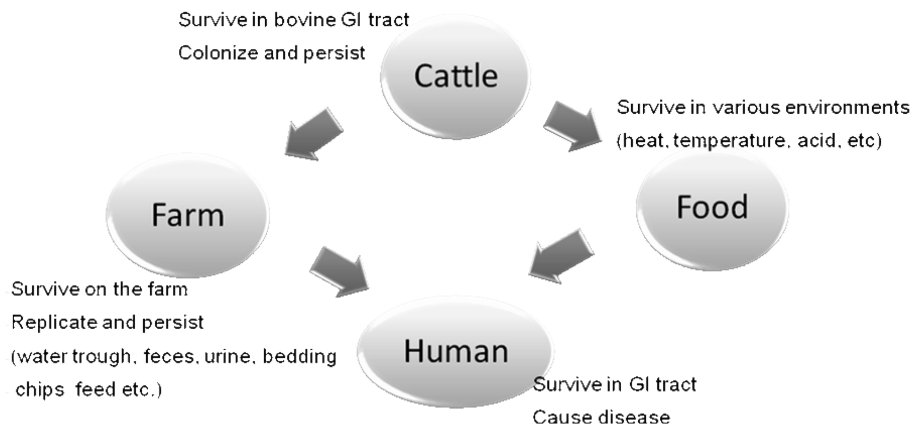 Survive in bovine GI tract
Colonize and persist
Cattle
Survive in various environments
(heat, temperature, acid, etc)
Farm
Food
Survive on the farm
Replicate and persist
(water trough, feces, urine, bedding
chips feed etc.)
Human
Survive in GI tract
Cause disease